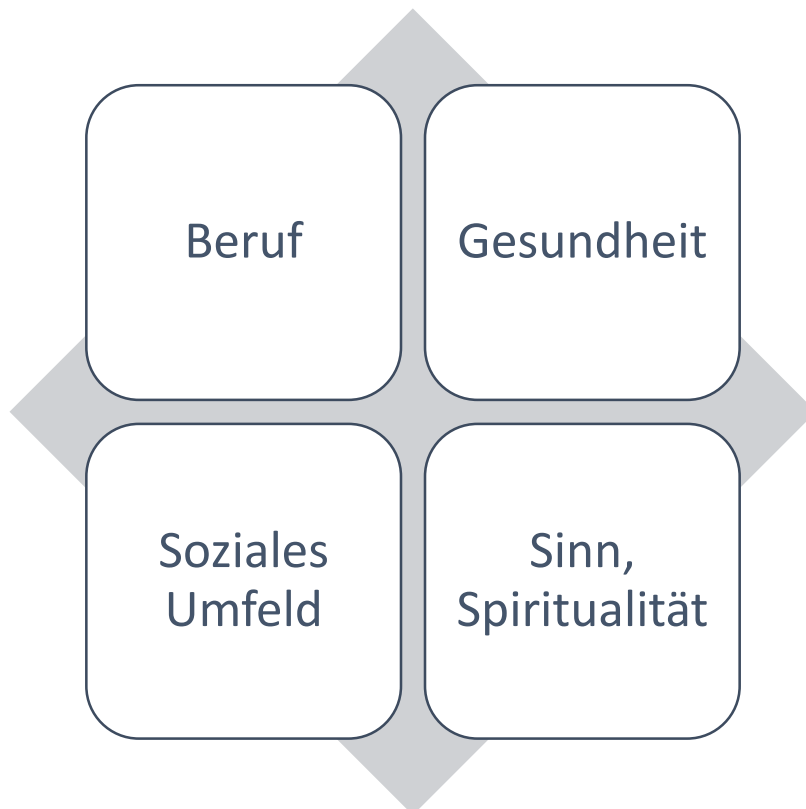 Beruf
Gesundheit
Soziales
Umfeld
Sinn,
Spiritualität